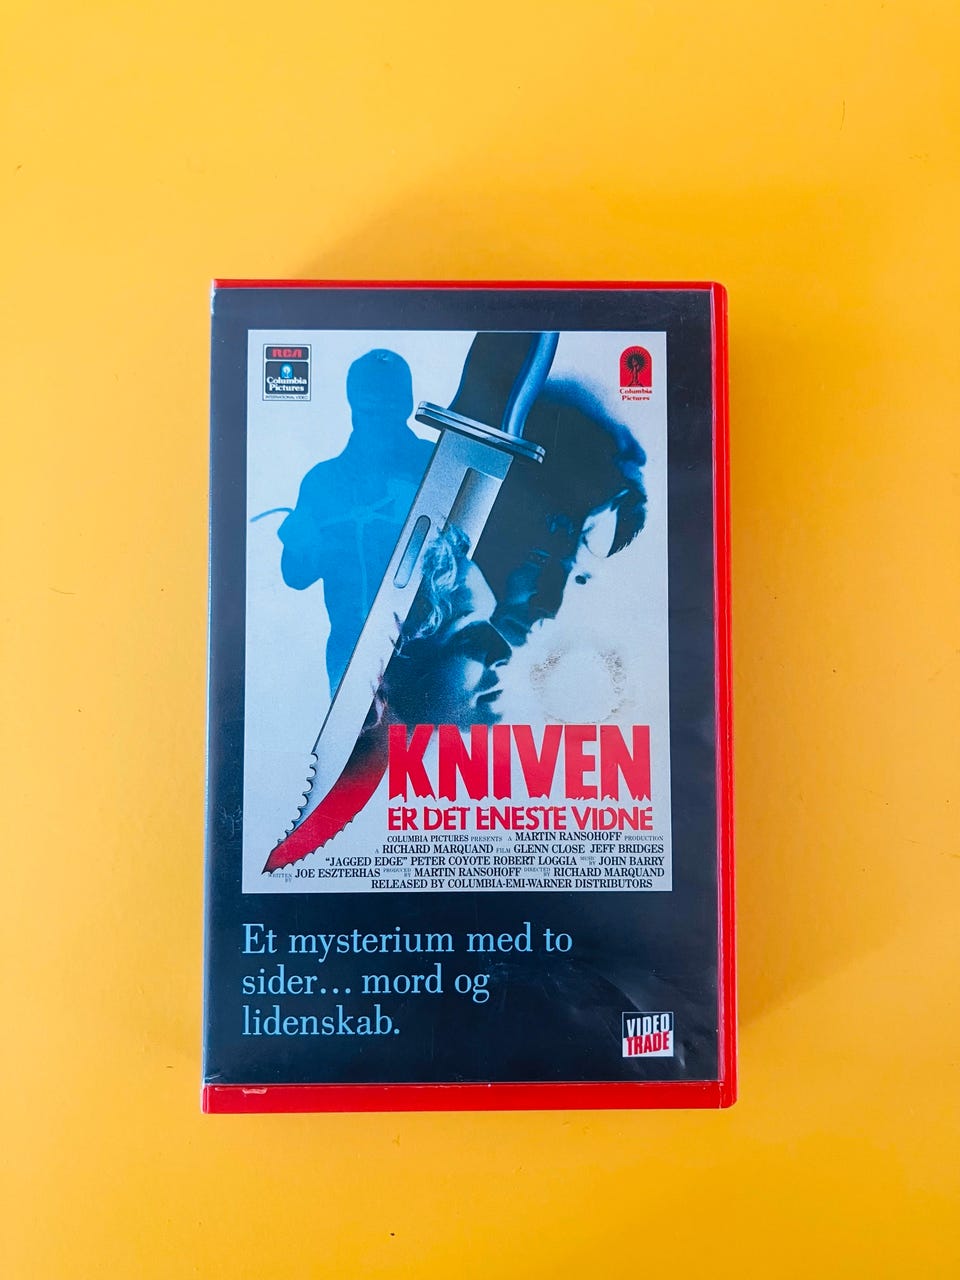 RCA
Columbia
Pictures
INTERNATIONAL VIDEO
Columbia
Pictures
KNIVEN
ER DET ENESTE VIDNE
COLUMBIA PICTURES PRESENTS A MARTIN RANSOHOFF PRODUCTION
A RICHARD MARQUAND FILM GLENN CLOSE JEFF BRIDGES
"JAGGED EDGE" PETER COYOTE ROBERT LOGGIA MUSIC BY JOHN BARRY
WRITTEN BY JOE ESZTERHAS PRODUCED BY MARTIN RANSOHOFF DIRECTED BY RICHARD MARQUAND
RELEASED BY COLUMBIA-EMI-WARNER DISTRIBUTORS
Et mysterium med to
sider... mord og
lidenskab.
VIDEO
TRADE